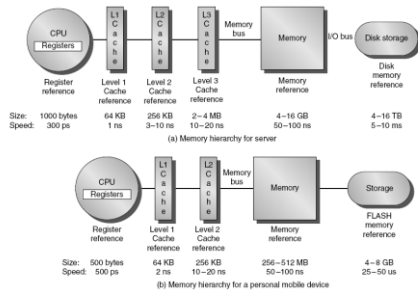 CPU
Registers
L1
Cache
L2
Cache
L3
Cache
Memory
bus
Memory
I/O bus
Disk storage
Register
reference
Level 1
Cache
reference
Level 2
Cache
reference
Level 3
Cache
reference
Memory
reference
Disk
memory
reference
Size: 1000 bytes 64 KB 256 KB 2–4 MB 4–16 GB 4–16 TB
Speed: 300 ps 1 ns 3–10 ns 10–20 ns 50–100 ns 5–10 ms
(a) Memory hierarchy for server
CPU
Registers
L1
Cache
L2
Cache
Memory
bus
Memory
Storage
Register
reference
Level 1
Cache
reference
Level 2
Cache
reference
Memory
reference
FLASH
memory
reference
Size: 500 bytes 64 KB 256 KB 256–512 MB 4–8 GB
Speed: 500 ps 2 ns 10–20 ns 50–100 ns 25–50 us
(b) Memory hierarchy for a personal mobile device